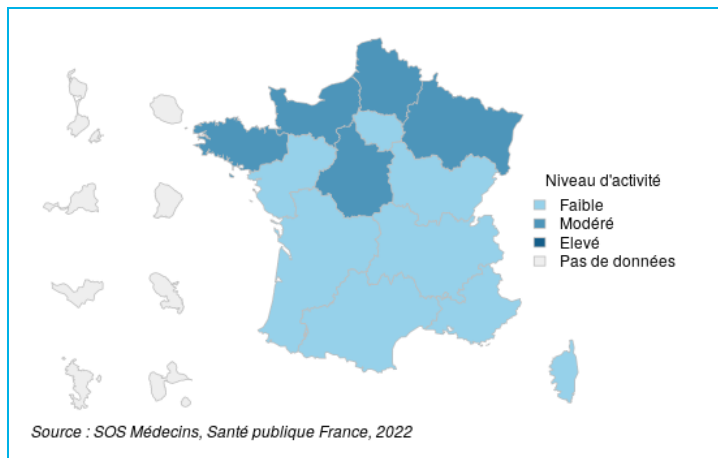 Niveau d'activité
Faible
Modéré
Elevé
Pas de données
Source : SOS Médecins, Santé publique France, 2022